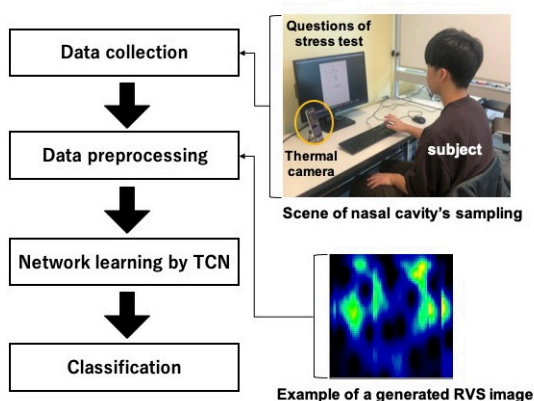 Data collection
Data preprocessing
Network learning by TCN
Classification
Questions of
stress test
Thermal
camera
subject
Scene of nasal cavity's sampling
Example of a generated RVS image